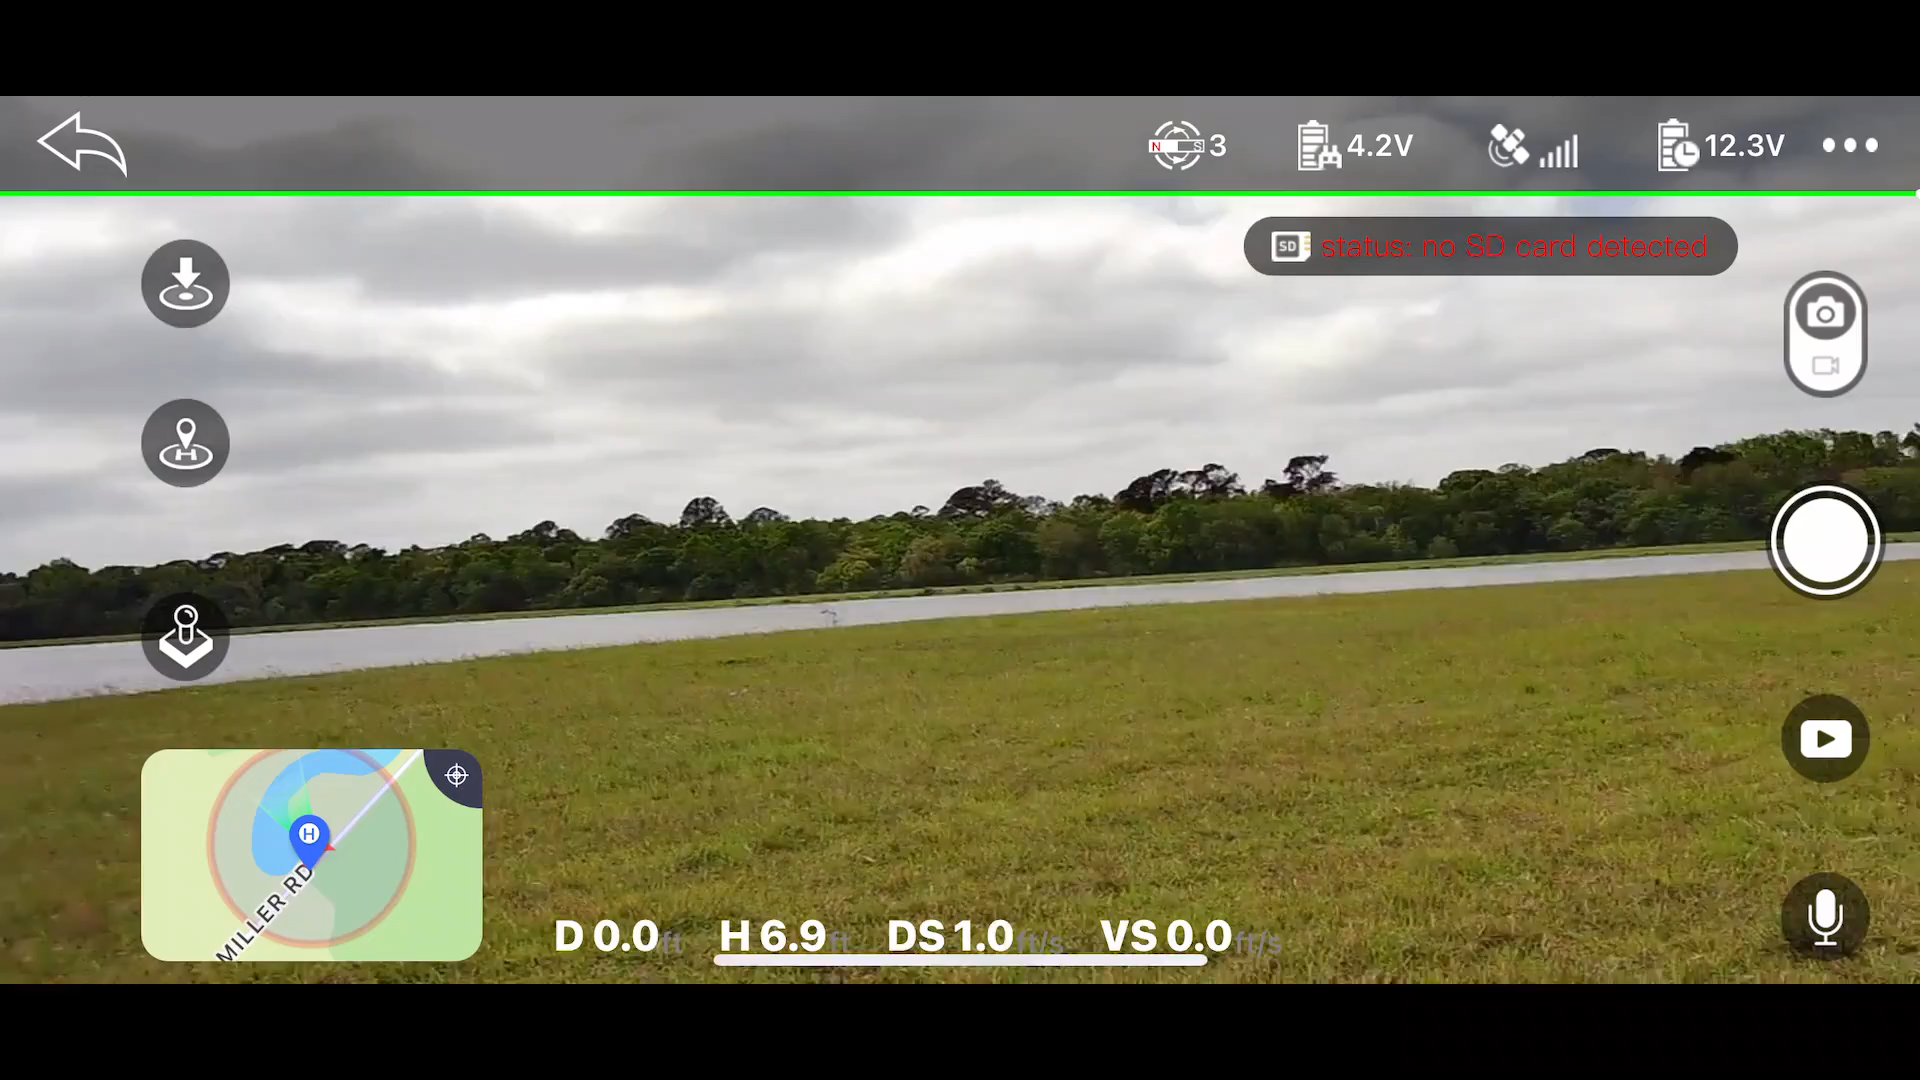 N S 3
4.2V
12.3V
SD status: no SD card detected
H
H
MILLER RD
D 0.0 ft H 6.9 ft DS 1.0 ft/s VS 0.0 ft/s